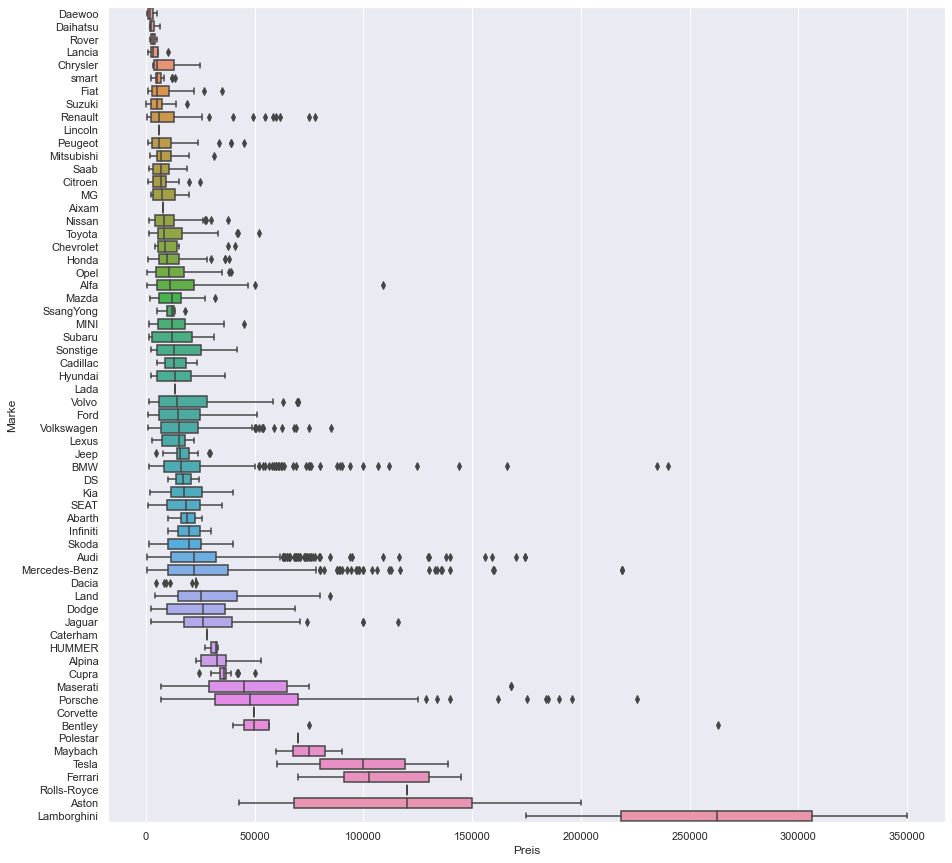 Daewoo
Daihatsu
Rover
Lancia
Chrysler
smart
Fiat
Suzuki
Renault
Lincoln
Peugeot
Mitsubishi
Saab
Citroen
MG
Aixam
Nissan
Toyota
Chevrolet
Honda
Opel
Alfa
Mazda
SsangYong
MINI
Subaru
Sonstige
Cadillac
Hyundai
Lada
Volvo
Ford
Volkswagen
Lexus
Jeep
BMW
DS
Kia
SEAT
Abarth
Infiniti
Skoda
Audi
Mercedes-Benz
Dacia
Land
Dodge
Jaguar
Caterham
HUMMER
Alpina
Cupra
Maserati
Porsche
Corvette
Bentley
Polestar
Maybach
Tesla
Ferrari
Rolls-Royce
Aston
Lamborghini
Marke
0 50000 100000 150000 200000 250000 300000 350000
Preis